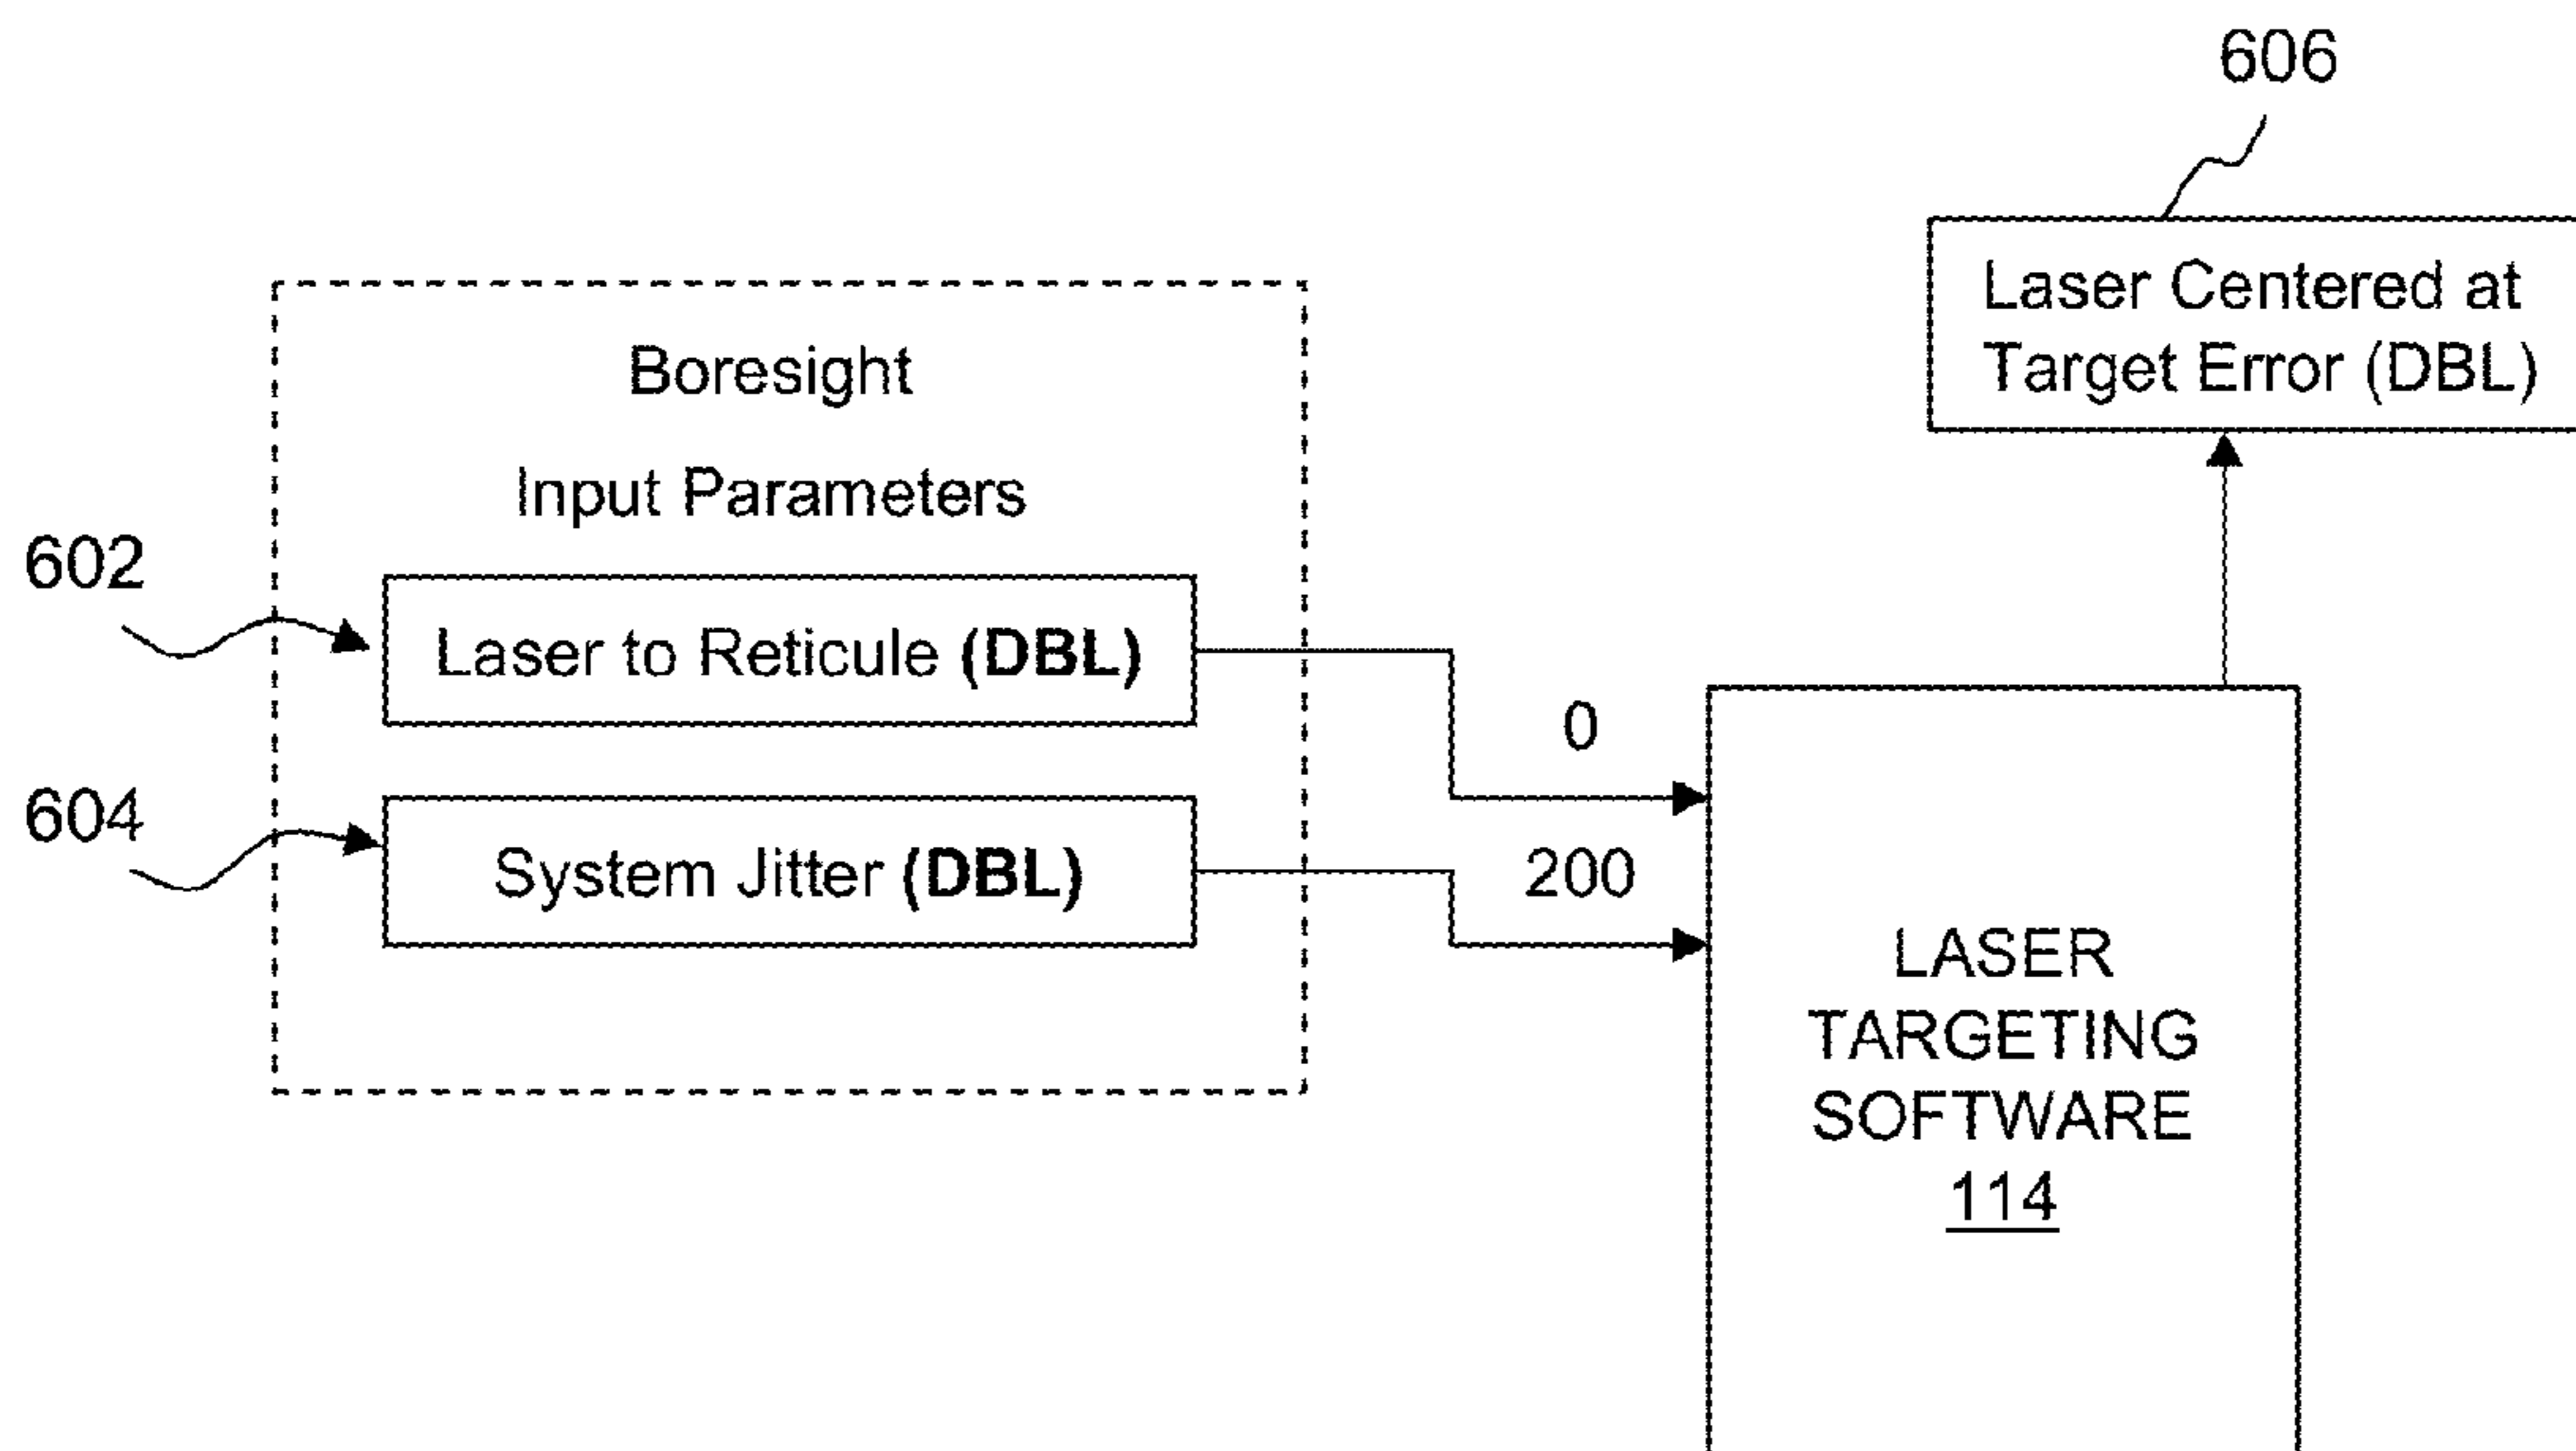 606
Laser Centered at
Target Error (DBL)
Boresight
Input Parameters
602
Laser to Reticule (DBL)
0
604
System Jitter (DBL)
200
LASER
TARGETING
SOFTWARE
114